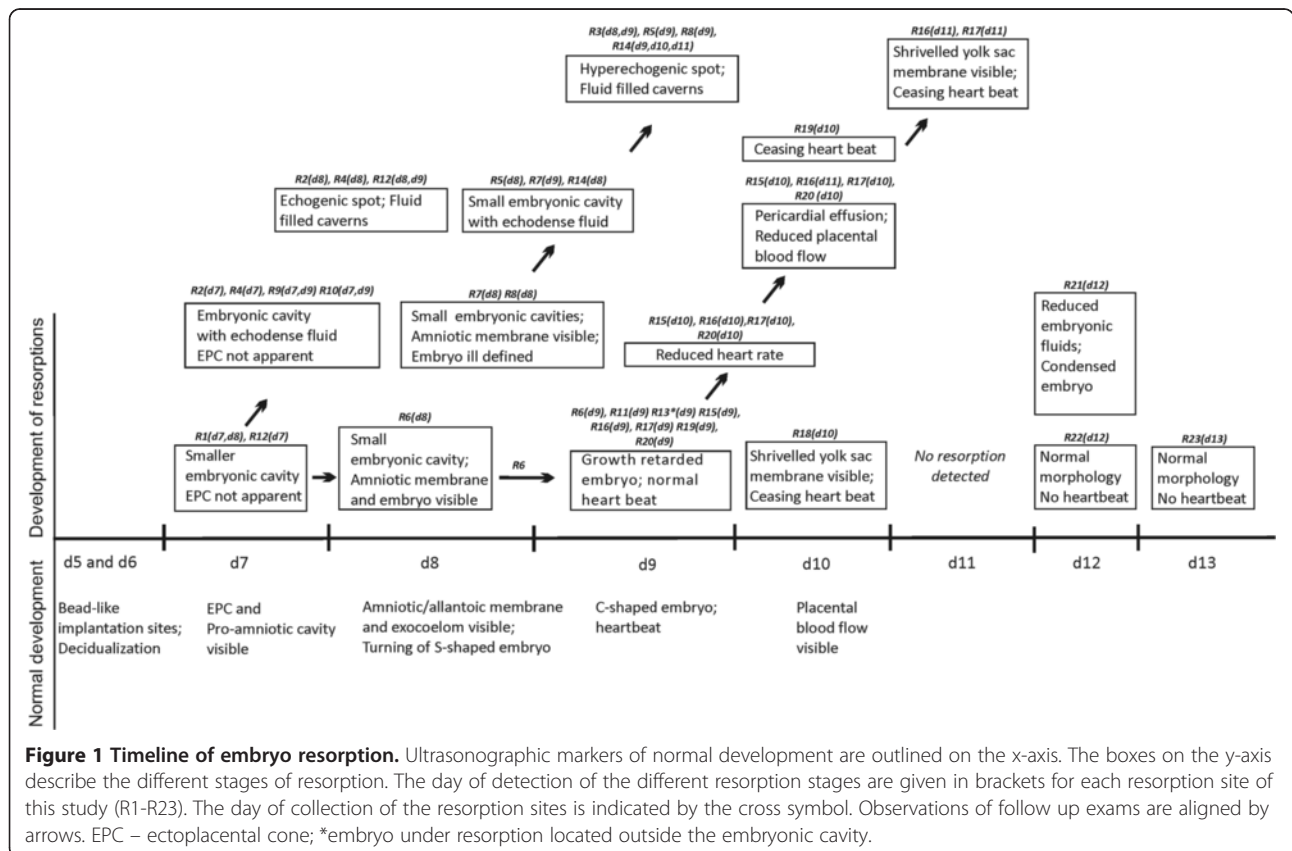 R3(d8,d9), R5(d9), R8(d9),
R14(d9,d10,d11)
Hyperechogenic spot;
Fluid filled caverns
R16(d11), R17(d11)
Shrivelled yolk sac
membrane visible;
Ceasing heart beat
R19(d10)
Ceasing heart beat
R2(d8), R4(d8), R12(d8,d9)
Echogenic spot; Fluid
filled caverns
R5(d8), R7(d9), R14(d8)
Small embryonic cavity
with echodense fluid
R15(d10), R16(d11), R17(d10),
R20 (d10)
Pericardial effusion;
Reduced placental
blood flow
R2(d7), R4(d7), R9(d7,d9) R10(d7,d9)
Embryonic cavity
with echodense fluid
EPC not apparent
R7(d8) R8(d8)
Small embryonic cavities;
Amniotic membrane visible;
Embryo ill defined
R15(d10), R16(d10),R17(d10),
R20(d10)
Reduced heart rate
R21(d12)
Reduced
embryonic
fluids;
Condensed
embryo
Development of resorptions
R1(d7,d8), R12(d7)
Smaller
embryonic cavity
EPC not apparent
R6(d8)
Small
embryonic cavity;
Amniotic membrane
and embryo visible
R6
R6(d9), R11(d9) R13*(d9) R15(d9),
R16(d9), R17(d9) R19(d9),
R20(d9)
Growth retarded
embryo; normal
heart beat
R18(d10)
Shrivelled yolk sac
membrane visible;
Ceasing heart beat
No resorption
detected
R22(d12)
Normal
morphology
No heartbeat
R23(d13)
Normal
morphology
No heartbeat
Normal development
d5 and d6
d7
d8
d9
d10
d11
d12
d13
Bead-like
implantation sites;
Decidualization
EPC and
Pro-amniotic cavity
visible
Amniotic/allantoic membrane
and exocoelom visible;
Turning of S-shaped embryo
C-shaped embryo;
heartbeat
Placental
blood flow
visible
Figure 1 Timeline of embryo resorption. Ultrasonographic markers of normal development are outlined on the x-axis. The boxes on the y-axis
describe the different stages of resorption. The day of detection of the different resorption stages are given in brackets for each resorption site of
this study (R1-R23). The day of collection of the resorption sites is indicated by the cross symbol. Observations of follow up exams are aligned by
arrows. EPC – ectoplacental cone; *embryo under resorption located outside the embryonic cavity.